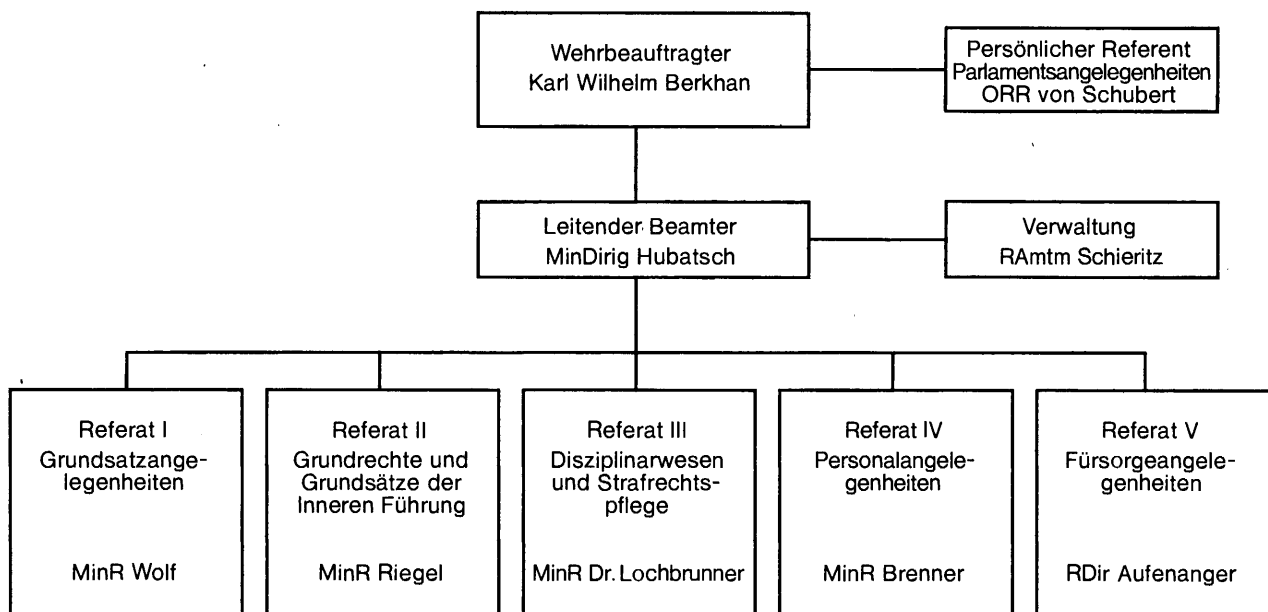 Wehrbeauftragter
Karl Wilhelm Berkhan
Persönlicher Referent
Parlamentsangelegenheiten
ORR von Schubert
Leitender Beamter
MinDirig Hubatsch
Verwaltung
RAmtm Schieritz
Referat I
Grundsatzange-
legenheiten
MinR Wolf
Referat II
Grundrechte und
Grundsätze der
Inneren Führung
MinR Riegel
Referat III
Disziplinarwesen
und Strafrechts-
pflege
MinR Dr. Lochbrunner
Referat IV
Personalangele-
genheiten
MinR Brenner
Referat V
Fürsorgeangele-
genheiten
RDir Aufenanger